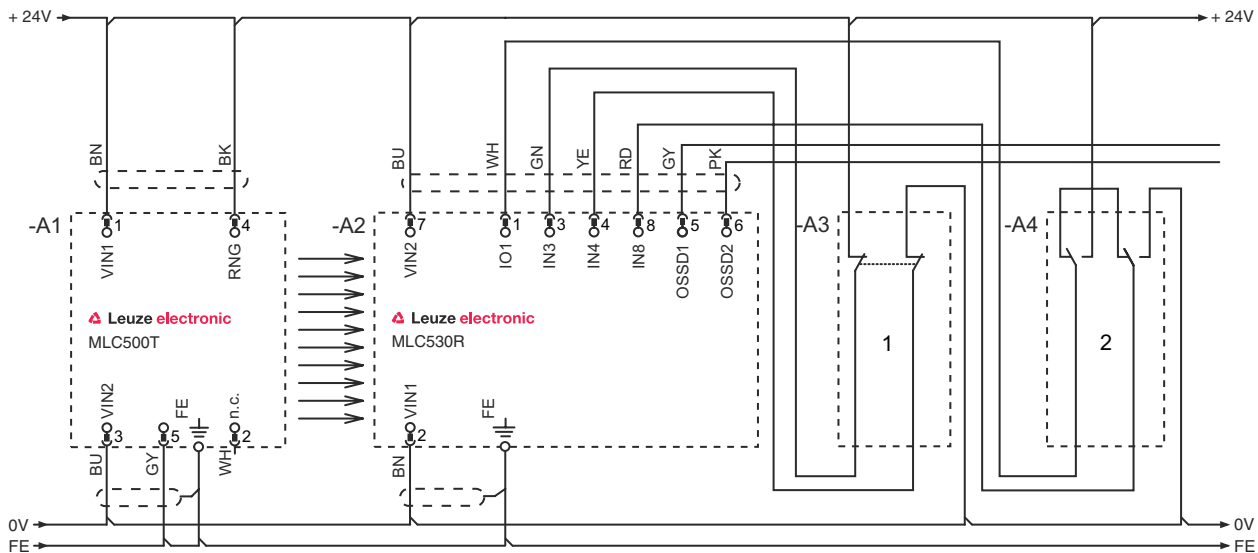 + 24V
+ 24V
BN
BK
BU
WH
GN
YE
RD
GY
PK
-A1
1
4
-A2
7
1
3
4
8
5
6
-A3
-A4
VIN1
RNG
VIN2
IO1
IN3
IN4
IN8
OSSD1
OSSD2
Leuze electronic
MLC500T
Leuze electronic
MLC530R
1
2
VIN2
FE
n.c.
VIN1
FE
3
5
2
2
BU
GY
WH
BN
0V
0V
FE
FE